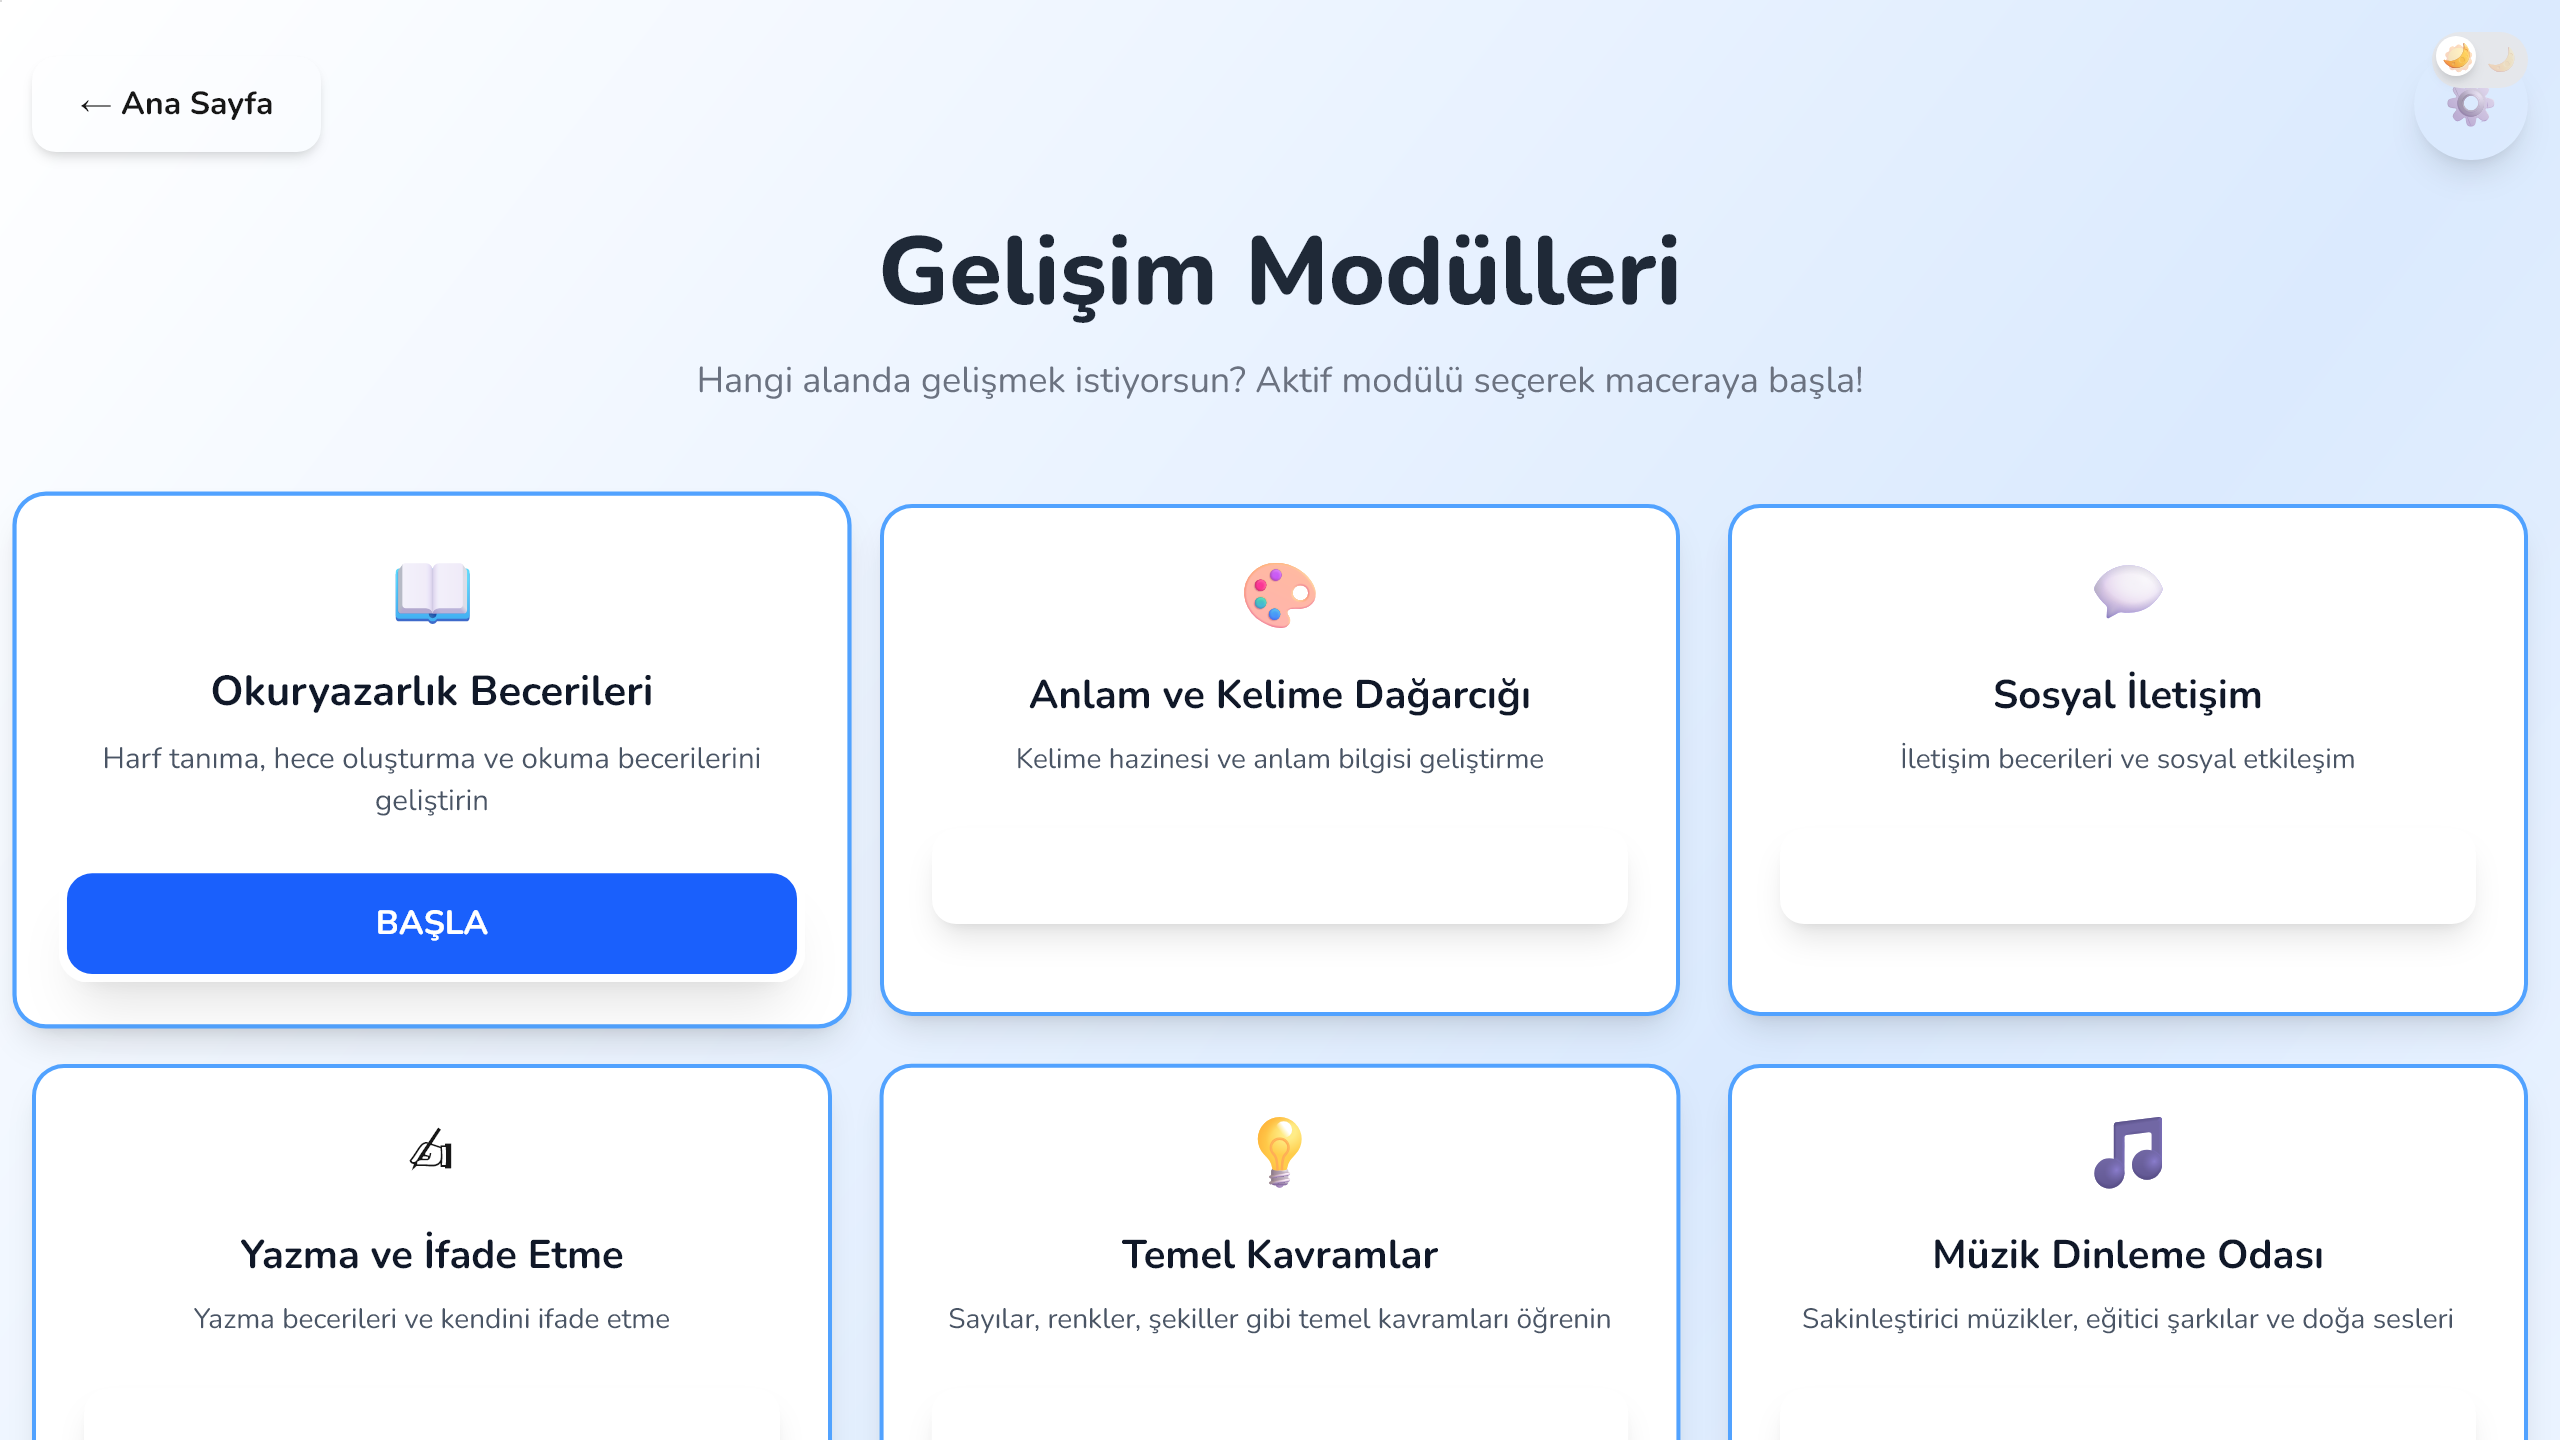 ← Ana Sayfa
Gelişim Modülleri
Hangi alanda gelişmek istiyorsun? Aktif modülü seçerek maceraya başla!
Okuryazarlık Becerileri
Harf tanıma, hece oluşturma ve okuma becerilerini
geliştirin
BAŞLA
Anlam ve Kelime Dağarcığı
Kelime hazinesi ve anlam bilgisi geliştirme
Sosyal İletişim
İletişim becerileri ve sosyal etkileşim
Yazma ve İfade Etme
Yazma becerileri ve kendini ifade etme
Temel Kavramlar
Sayılar, renkler, şekiller gibi temel kavramları öğrenin
Müzik Dinleme Odası
Sakinleştirici müzikler, eğitici şarkılar ve doğa sesleri